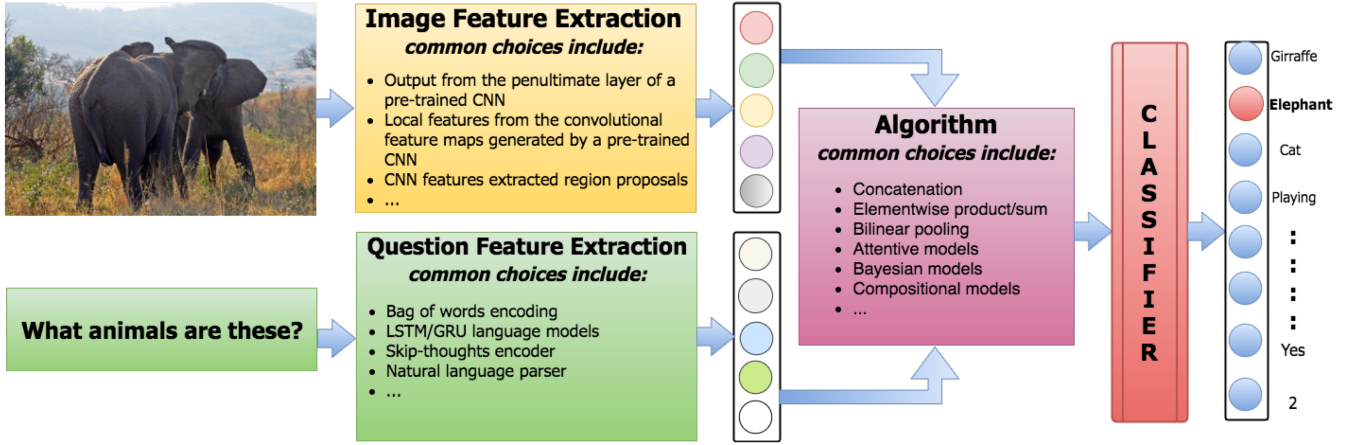 Image Feature Extraction
common choices include:
• Output from the penultimate layer of a
pre-trained CNN
• Local features from the convolutional
feature maps generated by a pre-trained
CNN
• CNN features extracted region proposals
• ...
What animals are these?
Question Feature Extraction
common choices include:
• Bag of words encoding
• LSTM/GRU language models
• Skip-thoughts encoder
• Natural language parser
• ...
Algorithm
common choices include:
• Concatenation
• Elementwise product/sum
• Bilinear pooling
• Attentive models
• Bayesian models
• Compositional models
• ...
CLASSIFIER
Girraffe
Elephant
Cat
Playing
:
:
:
Yes
2